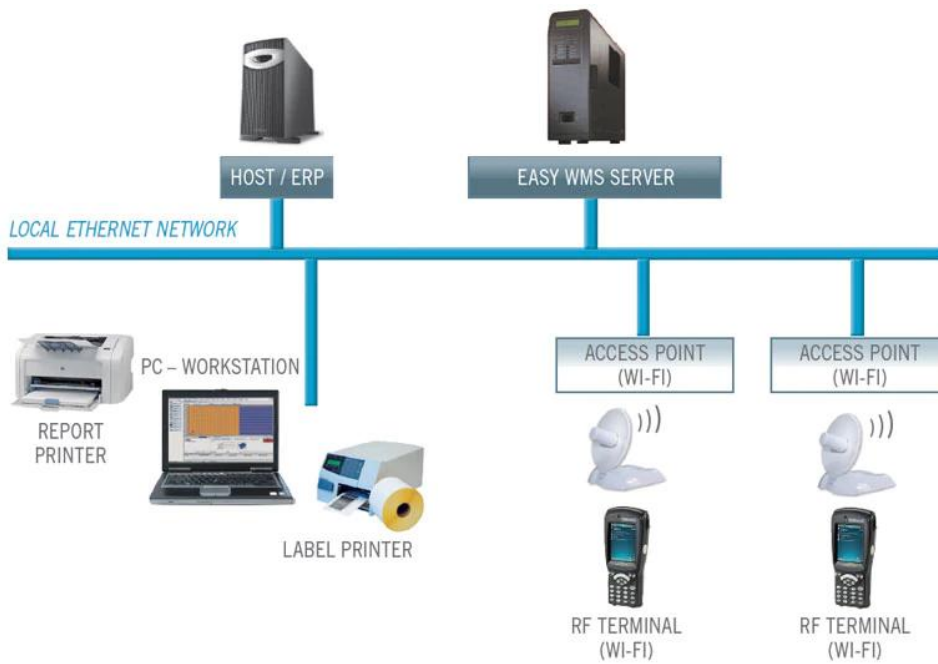 HOST / ERP
EASY WMS SERVER
LOCAL ETHERNET NETWORK
ACCESS POINT
(WI-FI)
ACCESS POINT
(WI-FI)
PC – WORKSTATION
REPORT
PRINTER
LABEL PRINTER
RF TERMINAL
(WI-FI)
RF TERMINAL
(WI-FI)